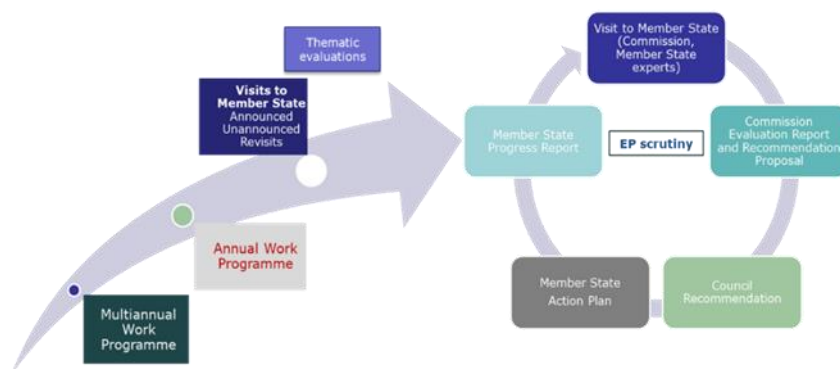 Thematic
evaluations
Visits to
Member State
Announced
Unannounced
Revisits
Annual Work
Programme
Multiannual
Work
Programme
Visit to Member State
(Commission,
Member State
experts)
Commission
Evaluation Report
and Recommendation
Proposal
Council
Recommendation
Member State
Action Plan
Member State
Progress Report
EP scrutiny